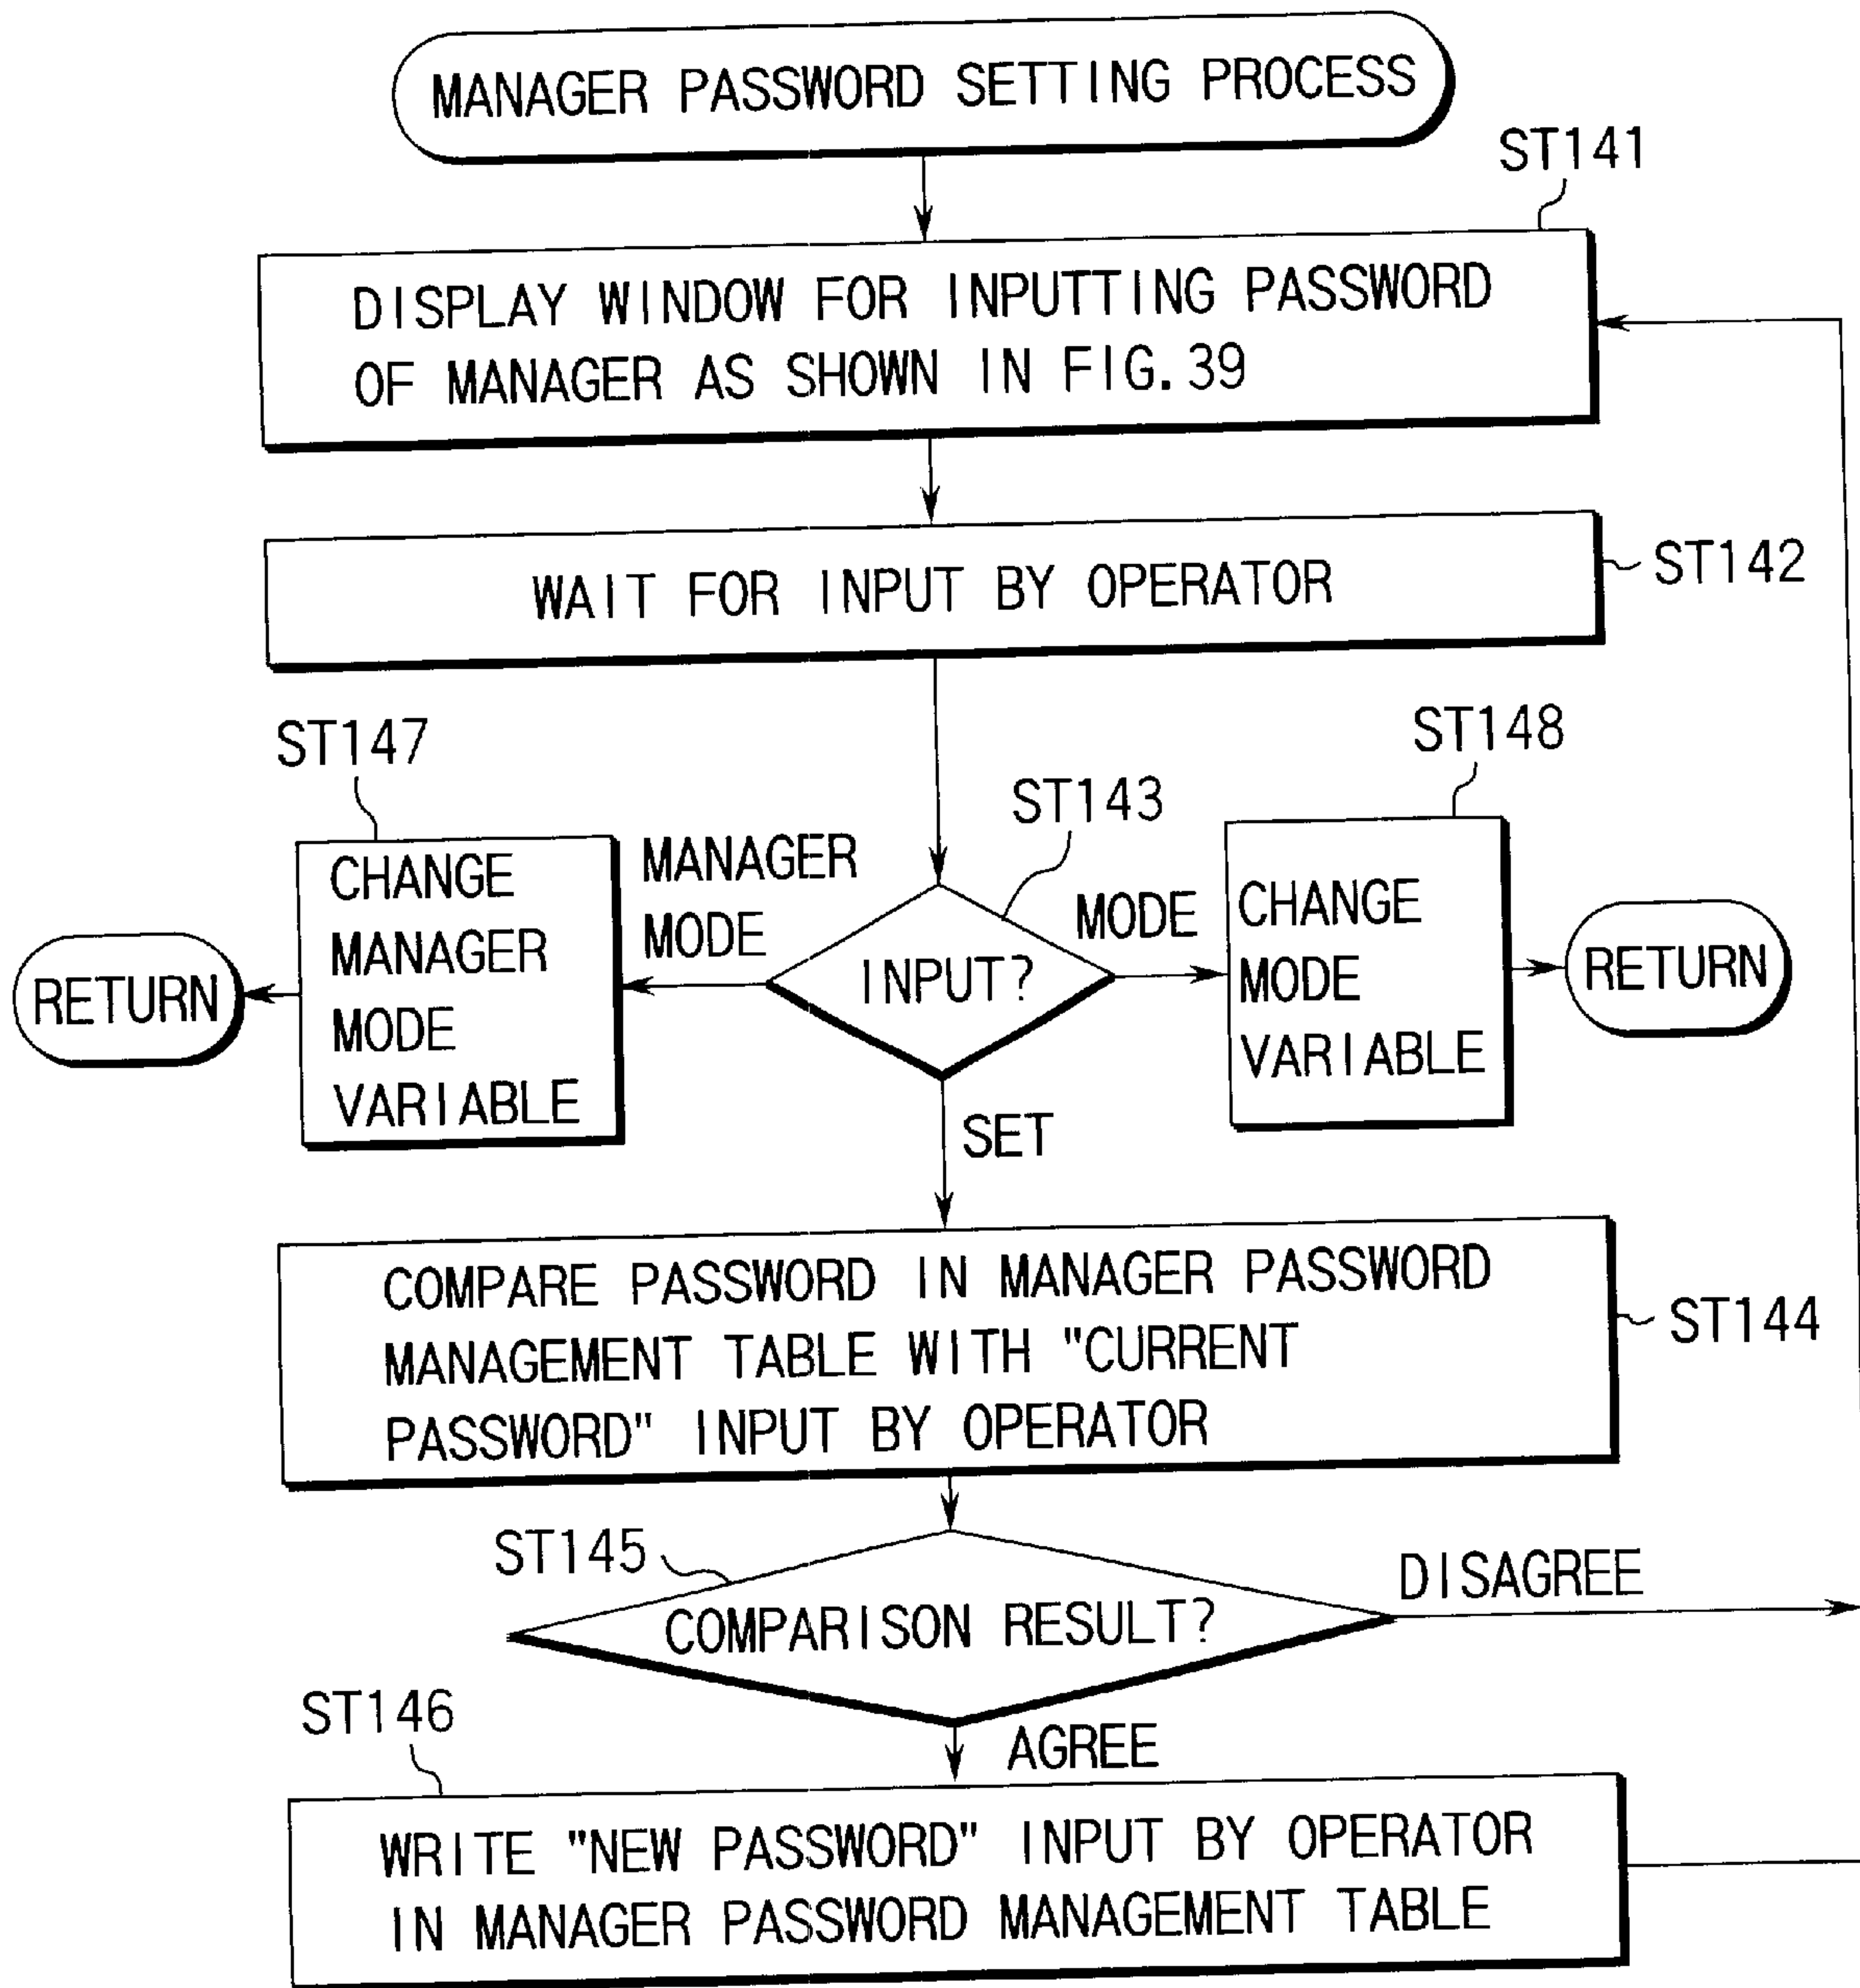 MANAGER PASSWORD SETTING PROCESS
ST141
DISPLAY WINDOW FOR INPUTTING PASSWORD
OF MANAGER AS SHOWN IN FIG.39
WAIT FOR INPUT BY OPERATOR
ST142
ST147
ST148
ST143
CHANGE
MANAGER
MODE
VARIABLE
MANAGER
MODE
INPUT?
MODE
CHANGE
MODE
VARIABLE
RETURN
RETURN
SET
COMPARE PASSWORD IN MANAGER PASSWORD
MANAGEMENT TABLE WITH "CURRENT
PASSWORD" INPUT BY OPERATOR
ST144
ST145
COMPARISON RESULT?
DISAGREE
ST146
AGREE
WRITE "NEW PASSWORD" INPUT BY OPERATOR
IN MANAGER PASSWORD MANAGEMENT TABLE